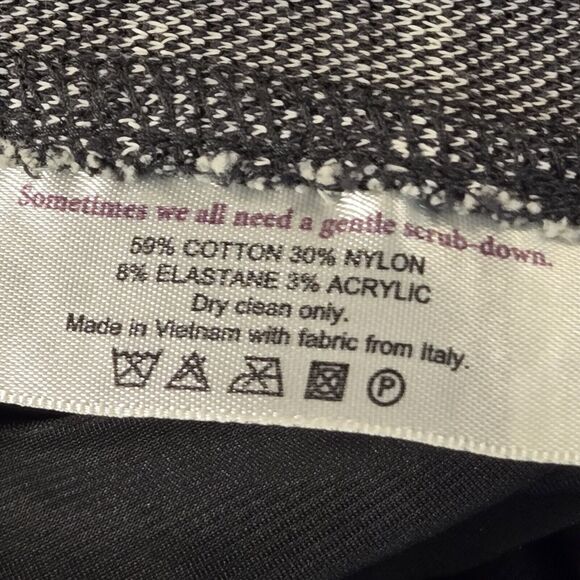 Sometimes we all need a gentle scrub-down.
59% COTTON 30% NYLON
8% ELASTANE 3% ACRYLIC
Dry clean only.
Made in Vietnam with fabric from Italy.
P